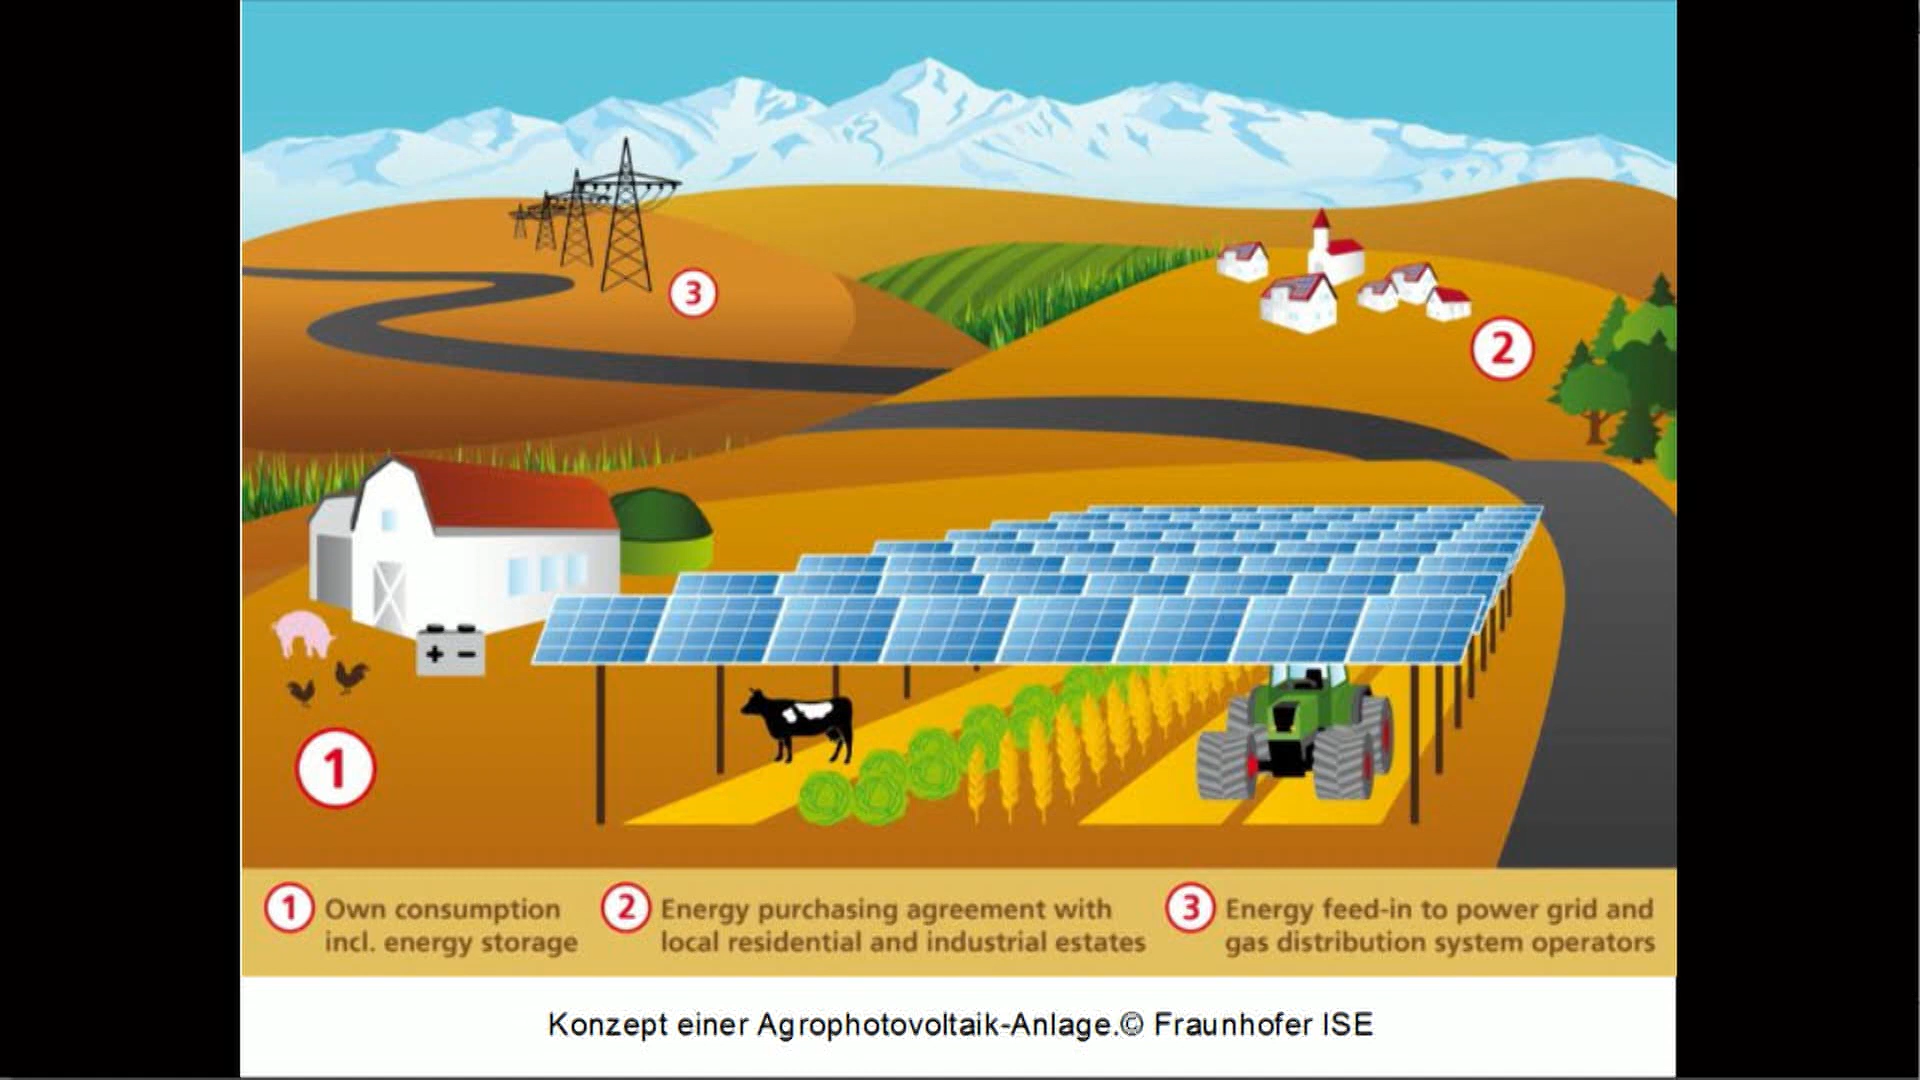 3
2
+ −
1
1 Own consumption
incl. energy storage
2 Energy purchasing agreement with
local residential and industrial estates
3 Energy feed-in to power grid and
gas distribution system operators
Konzept einer Agrophotovoltaik-Anlage.© Fraunhofer ISE